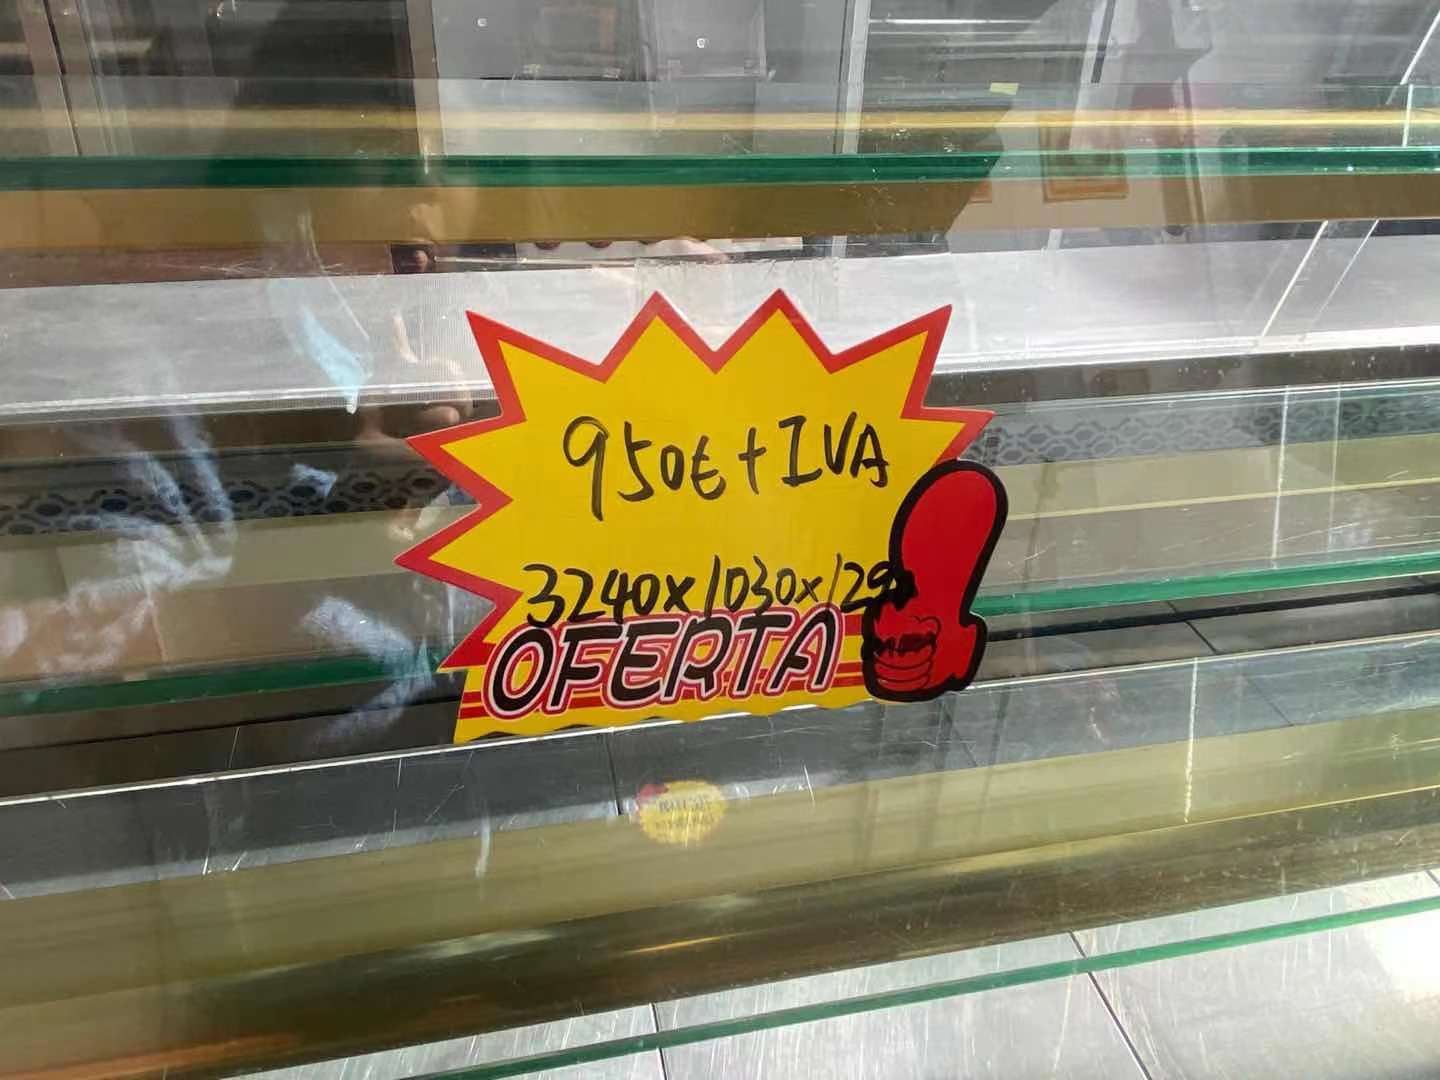 950€ + IVA
3240x1030x129
OFERTA